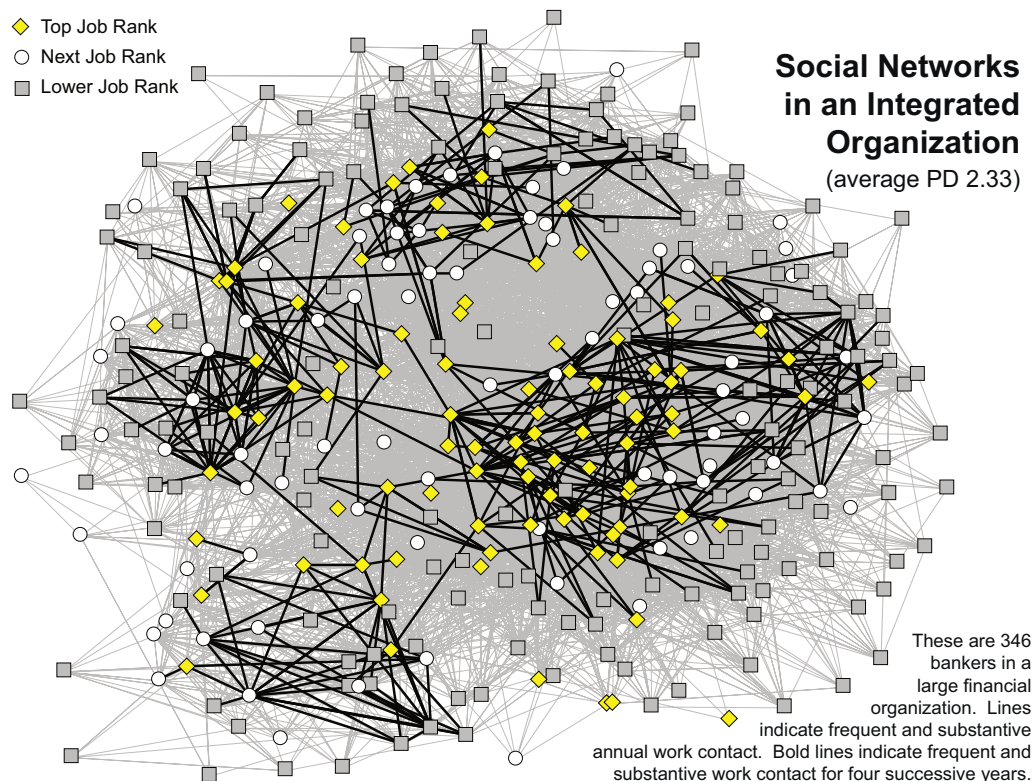 Top Job Rank
Next Job Rank
Lower Job Rank
Social Networks
in an Integrated
Organization
(average PD 2.33)
These are 346
bankers in a
large financial
organization.  Lines
indicate frequent and substantive
annual work contact.  Bold lines indicate frequent and
substantive work contact for four successive years.